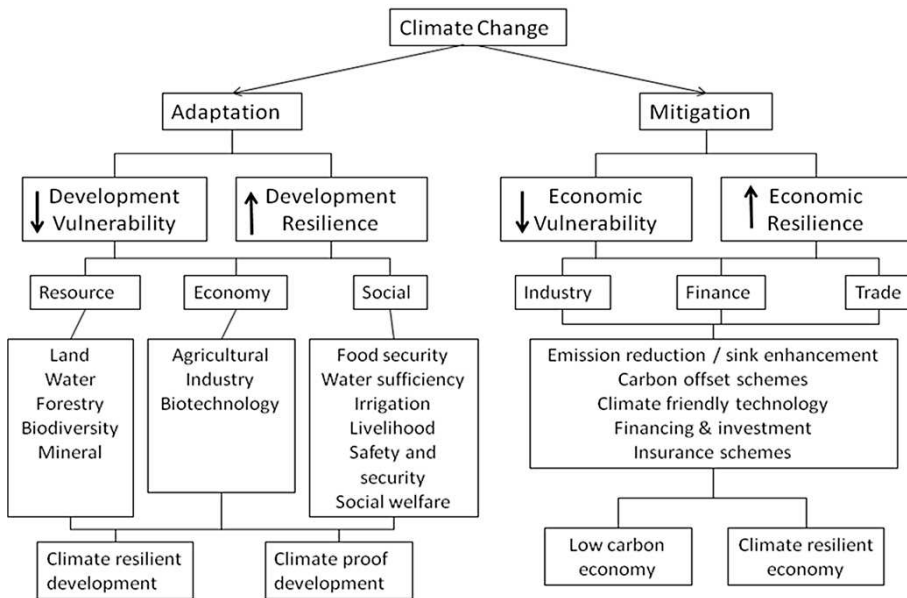 Climate Change
Adaptation
Mitigation
Development
Vulnerability
Development
Resilience
Economic
Vulnerability
Economic
Resilience
Resource
Economy
Social
Industry
Finance
Trade
Land
Water
Forestry
Biodiversity
Mineral
Agricultural
Industry
Biotechnology
Food security
Water sufficiency
Irrigation
Livelihood
Safety and
security
Social welfare
Emission reduction / sink enhancement
Carbon offset schemes
Climate friendly technology
Financing & investment
Insurance schemes
Climate resilient
development
Climate proof
development
Low carbon
economy
Climate resilient
economy